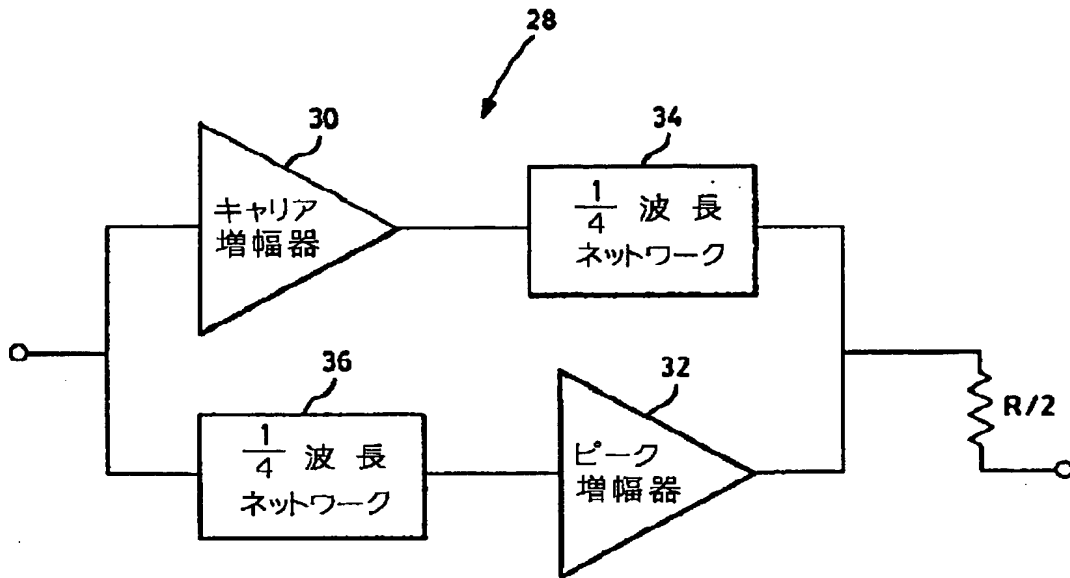 28
30
キャリア
増幅器
34
1/4 波長
ネットワーク
36
1/4 波長
ネットワーク
32
ピーク
増幅器
R/2